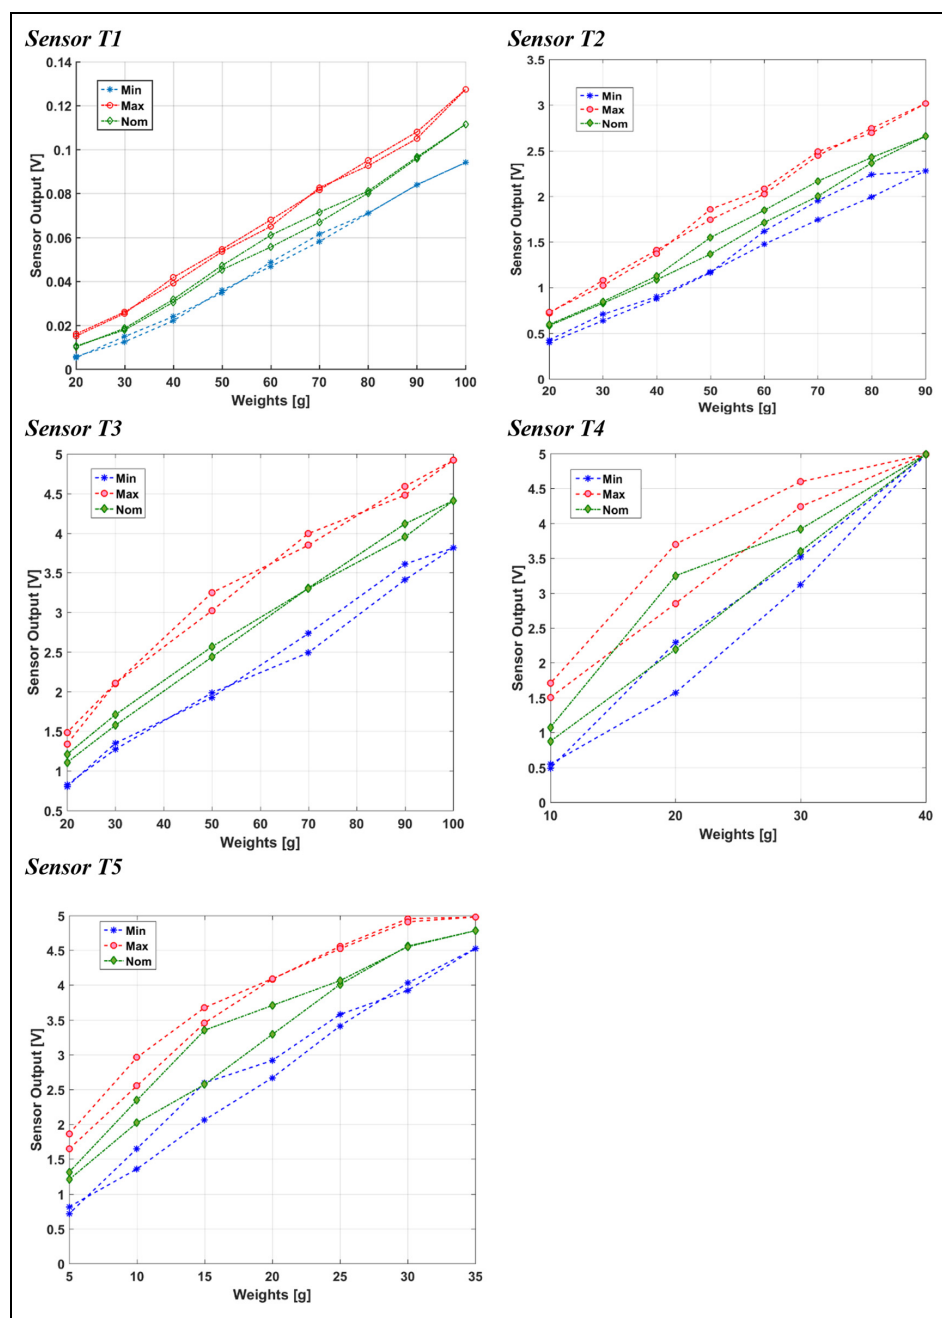 Sensor T1
Sensor T2
0.14
0.12
0.1
0.08
0.06
0.04
0.02
0
Sensor Output [V]
Min
Max
Nom
20 30 40 50 60 70 80 90 100
Weights [g]
3.5
3
2.5
2
1.5
1
0.5
0
Sensor Output [V]
Min
Max
Nom
20 30 40 50 60 70 80 90
Weights [g]
Sensor T3
Sensor T4
5
4.5
4
3.5
3
2.5
2
1.5
1
0.5
Sensor Output [V]
Min
Max
Nom
20 30 40 50 60 70 80 90 100
Weights [g]
5
4.5
4
3.5
3
2.5
2
1.5
1
0.5
0
Sensor Output [V]
Min
Max
Nom
10 20 30 40
Weights [g]
Sensor T5
5
4.5
4
3.5
3
2.5
2
1.5
1
0.5
0
Sensor Output [V]
Min
Max
Nom
5 10 15 20 25 30 35
Weights [g]